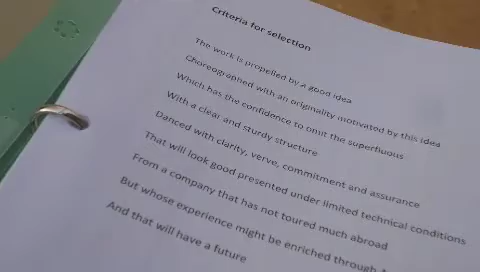 Criteria for selection
The work is propelled by a good idea
Choreographed with an originality motivated by this idea
Which has the confidence to omit the superfluous
With a clear and sturdy structure
Danced with clarity, verve, commitment and assurance
That will look good presented under limited technical conditions
From a company that has not toured much abroad
But whose experience might be enriched through
And that will have a future